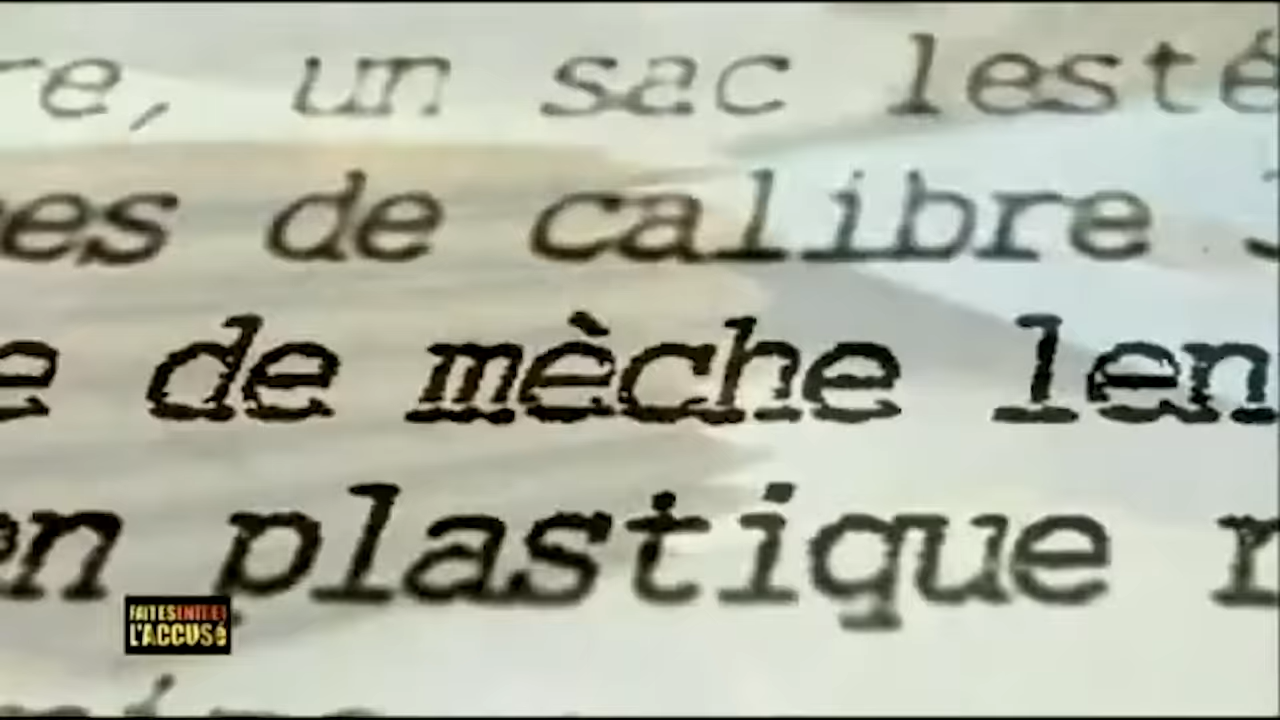 re, un sac lesté
es de calibre
e de mèche len
en plastique
FAITES ENTRER
L'ACCUSÉ